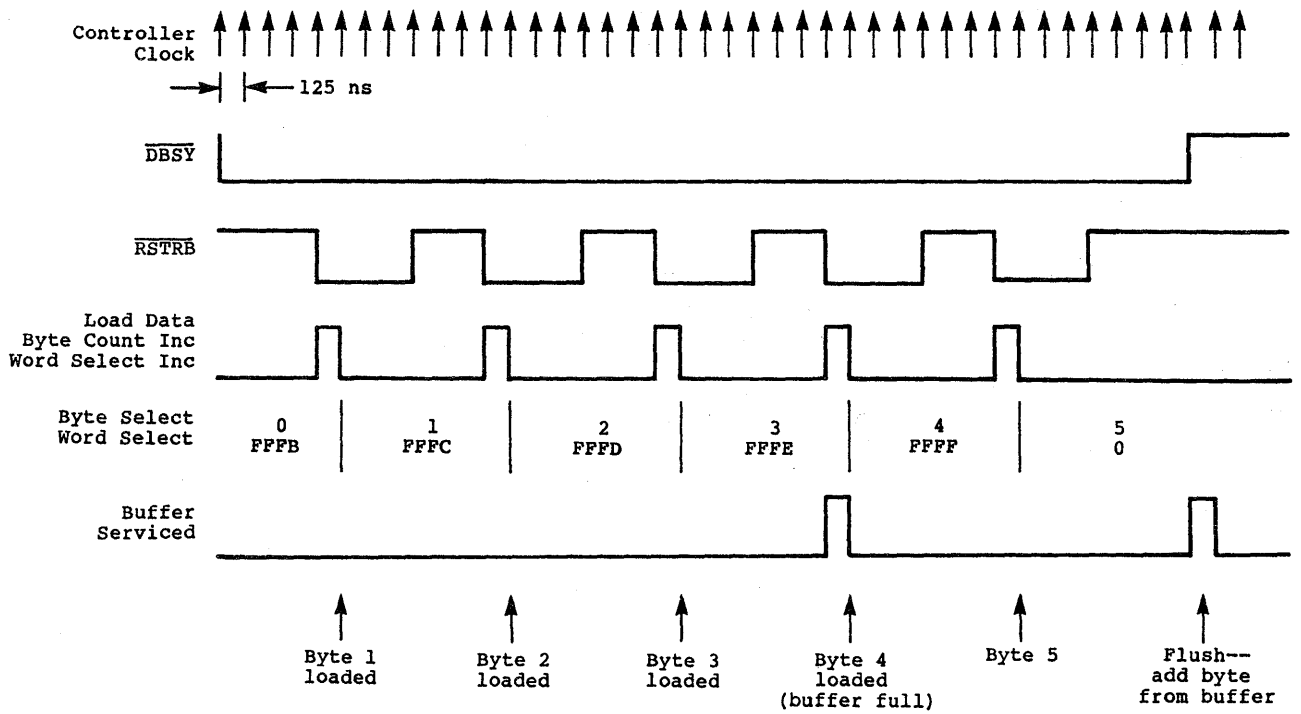 Controller
Clock
125 ns
DBSY
RSTRB
Load Data
Byte Count Inc
Word Select Inc
Byte Select
Word Select
0
FFFB
1
FFFC
2
FFFD
3
FFFE
4
FFFF
5
0
Buffer
Serviced
Byte 1
loaded
Byte 2
loaded
Byte 3
loaded
Byte 4
loaded
(buffer full)
Byte 5
Flush--
add byte
from buffer